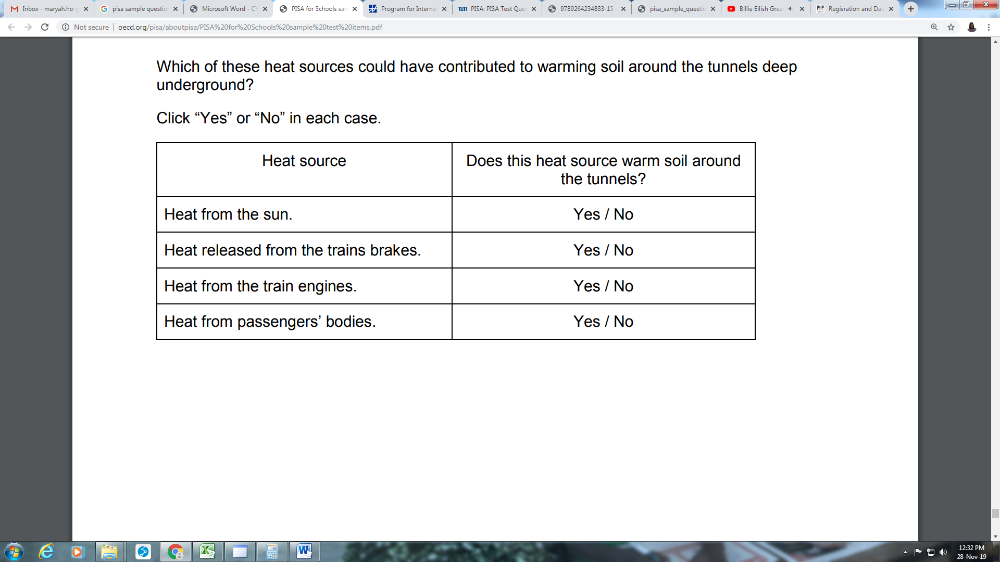 Inbox - maryah.ho-y
pisa sample questio
Microsoft Word - CY
PISA for Schools sam
Program for Internat
TUM PISA: PISA Test Ques
9789264234833-15-
pisa_sample_questio
Billie Eilish Great
Regisration and Dat
Not secure | oecd.org/pisa/aboutpisa/PISA%20for%20Schools%20sample%20test%20items.pdf
Which of these heat sources could have contributed to warming soil around the tunnels deep
underground?
Click “Yes” or “No” in each case.
Heat source
Does this heat source warm soil around
the tunnels?
Heat from the sun. Yes / No
Heat released from the trains brakes. Yes / No
Heat from the train engines. Yes / No
Heat from passengers’ bodies. Yes / No
12:32 PM
28-Nov-19